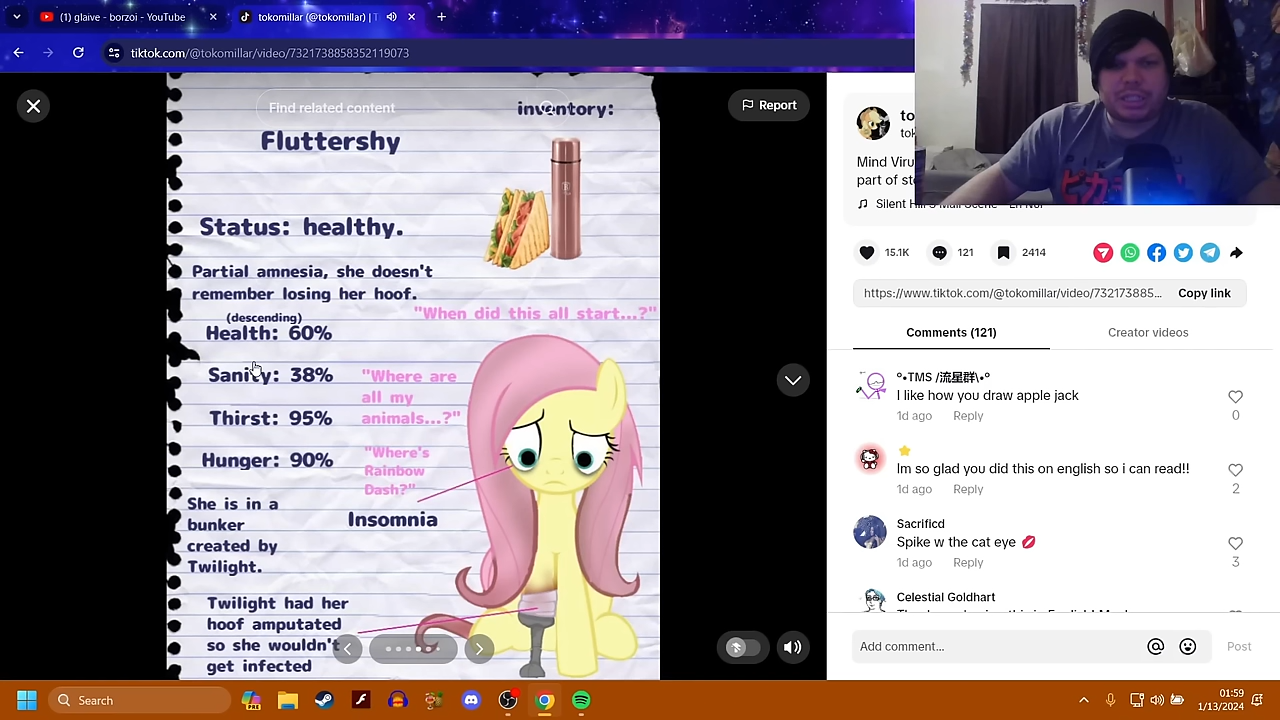 (1) glaive - borzoi - YouTube
tokomillar (@tokomillar) | T
tiktok.com/@tokomillar/video/7321738858352119073
Find related content
Report
inventory:
Fluttershy
Status: healthy.
Partial amnesia, she doesn't
remember losing her hoof.
"When did this all start...?"
(descending)
Health: 60%
Sanity: 38%
"Where are
all my
animals...?"
Thirst: 95%
Hunger: 90%
"Where's
Rainbow
Dash?"
Insomnia
She is in a
bunker
created by
Twilight.
Twilight had her
hoof amputated
so she wouldn't
get infected
to
tok
Mind Viru
part of st
15.1K
121
2414
https://www.tiktok.com/@tokomillar/video/732173885...
Copy link
Comments (121)
Creator videos
°•TMS /流星群\•°
I like how you draw apple jack
1d ago
Reply
0
Im so glad you did this on english so i can read!!
1d ago
Reply
2
Sacrificd
Spike w the cat eye 💋
1d ago
Reply
3
Celestial Goldhart
Add comment...
Post
Search
01:59
1/13/2024